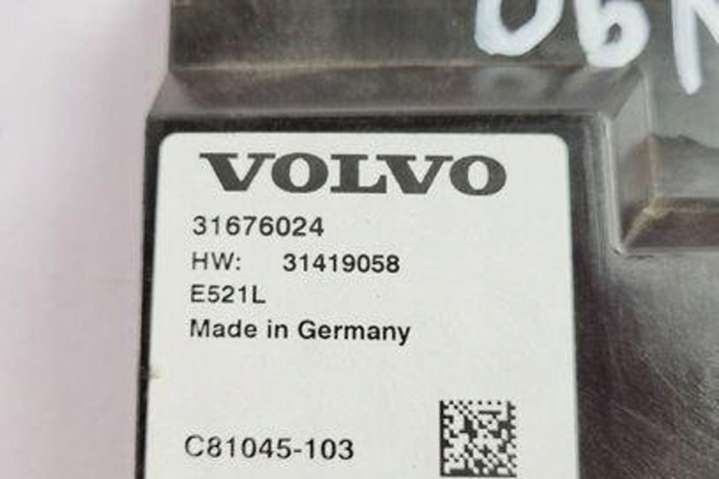 VOLVO
31676024
HW: 31419058
E521L
Made in Germany
C81045-103